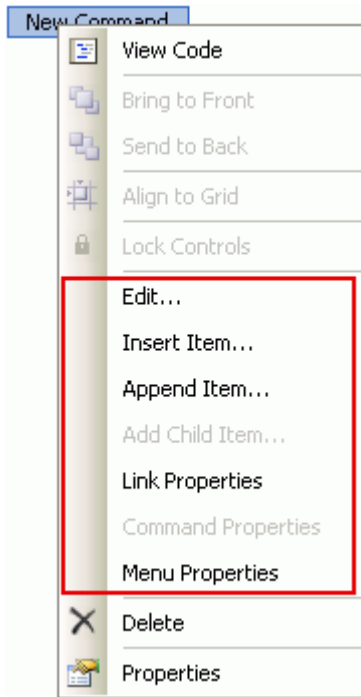 New Command
View Code
Bring to Front
Send to Back
Align to Grid
Lock Controls
Edit...
Insert Item...
Append Item...
Add Child Item...
Link Properties
Command Properties
Menu Properties
Delete
Properties